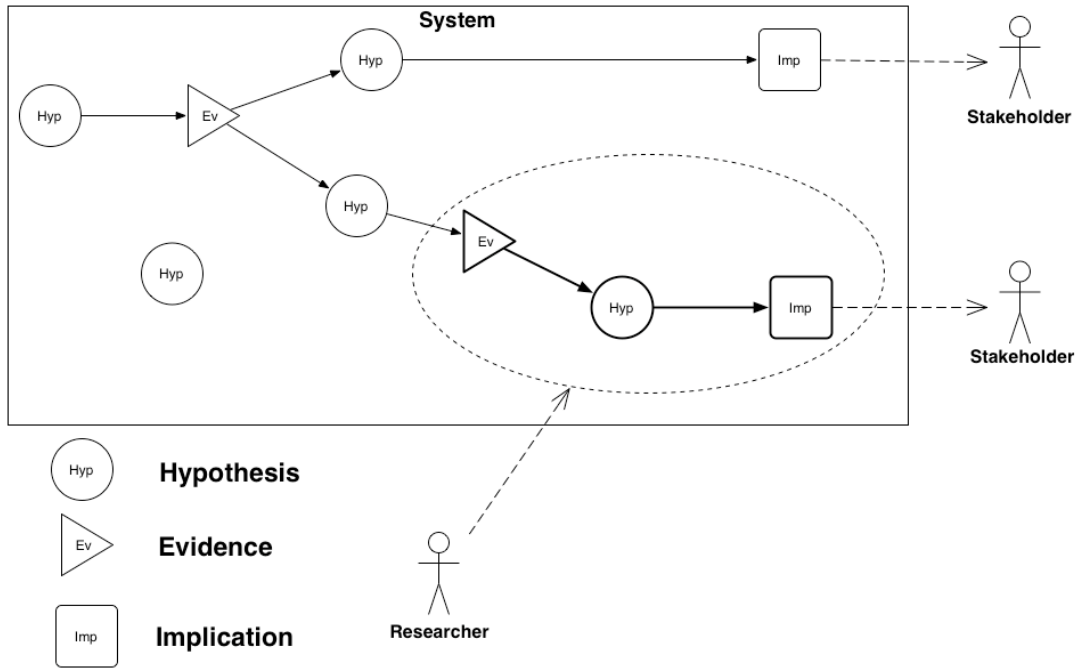 System
Hyp
Imp
Stakeholder
Hyp
Ev
Hyp
Ev
Hyp
Hyp
Imp
Stakeholder
Hyp Hypothesis
Ev Evidence
Imp Implication
Researcher